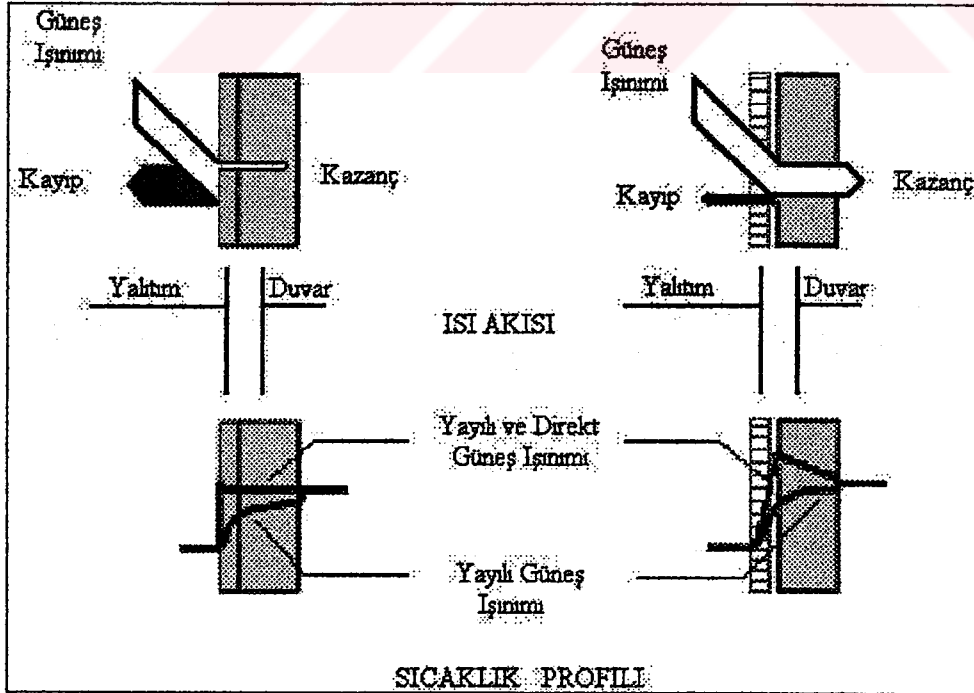 Güneş
Işınımı
Kayıp
Kazanç
Güneş
Işınımı
Kayıp
Kazanç
Yalıtım
Duvar
Yalıtım
Duvar
ISI AKISI
Yayılı ve Direkt
Güneş Işınımı
Yayılı Güneş
Işınımı
SICAKLIK PROFILI